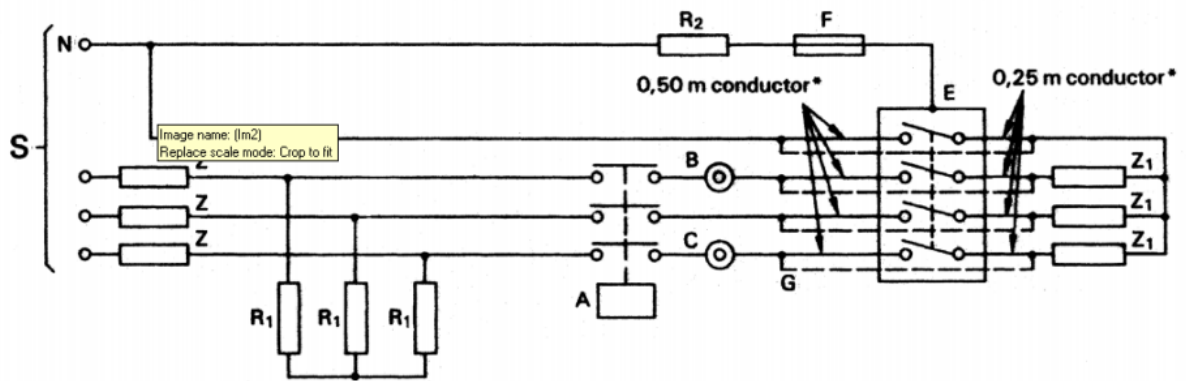 R2 F
N
0,50 m conductor* 0,25 m conductor*
E
S
Image name: (Im2)
Replace scale mode: Crop to fit
Z B Z1
Z Z1
Z C Z1
G
A
R1 R1 R1